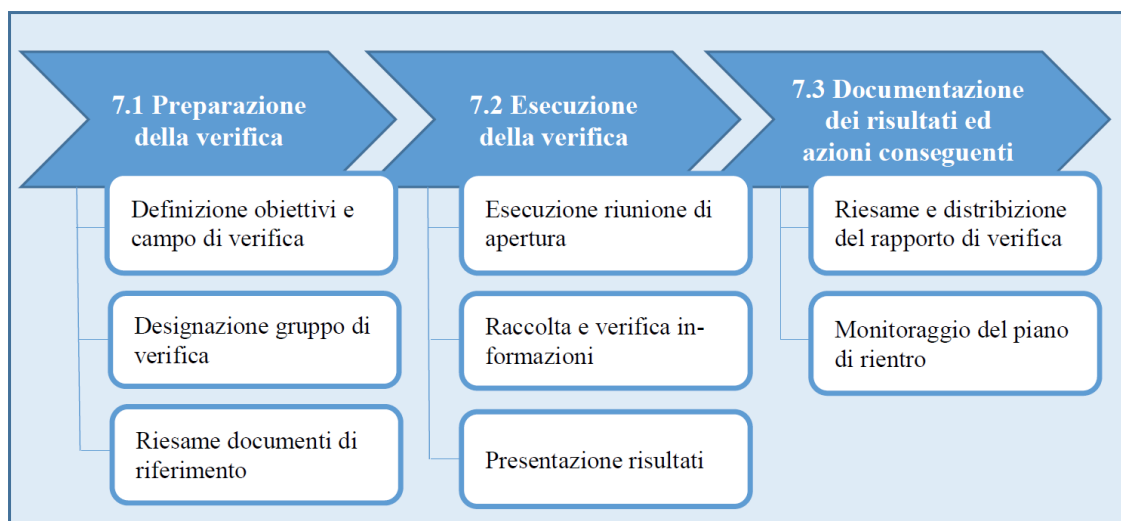 7.1 Preparazione
della verifica
Definizione obiettivi e
campo di verifica
Designazione gruppo di
verifica
Riesame documenti di
riferimento
7.2 Esecuzione
della verifica
Esecuzione riunione di
apertura
Raccolta e verifica in-
formazioni
Presentazione risultati
7.3 Documentazione
dei risultati ed
azioni conseguenti
Riesame e distribizione
del rapporto di verifica
Monitoraggio del piano
di rientro